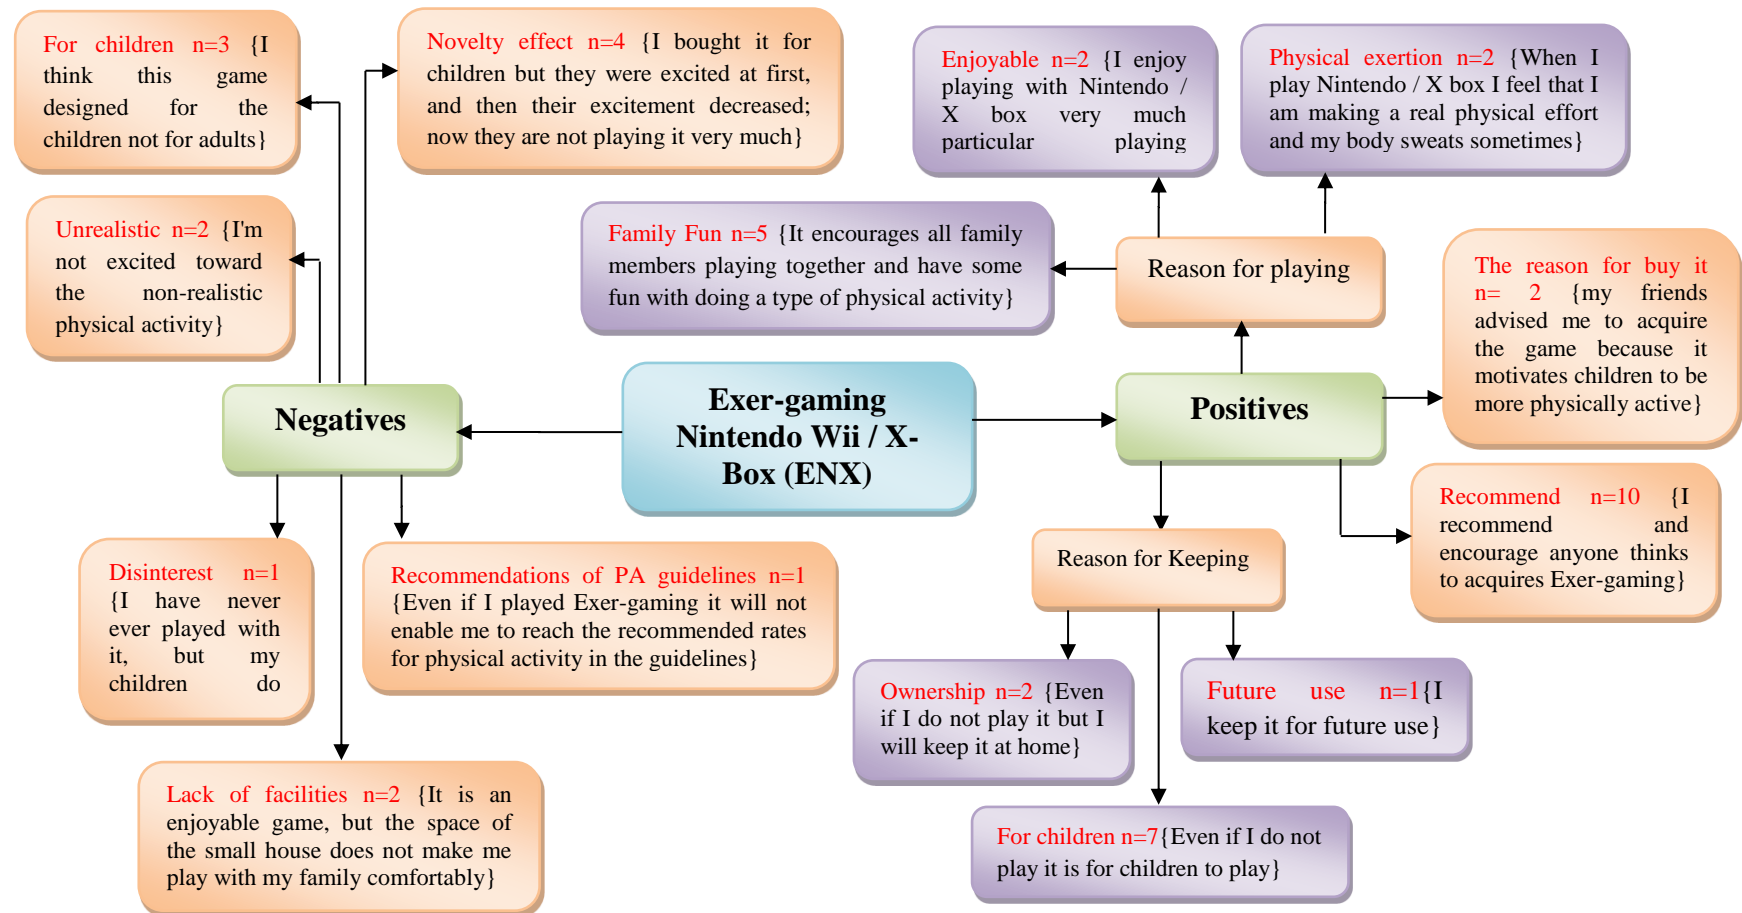 For children n=3 {I
think this game
designed for the
children not for adults}
Novelty effect n=4 {I bought it for
children but they were excited at first,
and then their excitement decreased;
now they are not playing it very much}
Enjoyable n=2 {I enjoy
playing with Nintendo /
X box very much
particular playing
Physical exertion n=2 {When I
play Nintendo / X box I feel that I
am making a real physical effort
and my body sweats sometimes}
Unrealistic n=2 {I'm
not excited toward
the non-realistic
physical activity}
Family Fun n=5 {It encourages all family
members playing together and have some
fun with doing a type of physical activity}
Reason for playing
The reason for buy it
n= 2 {my friends
advised me to acquire
the game because it
motivates children to be
more physically active}
Negatives
Exer-gaming
Nintendo Wii / X-
Box (ENX)
Positives
Recommend n=10 {I
recommend and
encourage anyone thinks
to acquires Exer-gaming}
Reason for Keeping
Disinterest n=1
{I have never
ever played with
it, but my
children do
Recommendations of PA guidelines n=1
{Even if I played Exer-gaming it will not
enable me to reach the recommended rates
for physical activity in the guidelines}
Ownership n=2 {Even
if I do not play it but I
will keep it at home}
Future use n=1{I
keep it for future use}
Lack of facilities n=2 {It is an
enjoyable game, but the space of
the small house does not make me
play with my family comfortably}
For children n=7{Even if I do not
play it is for children to play}